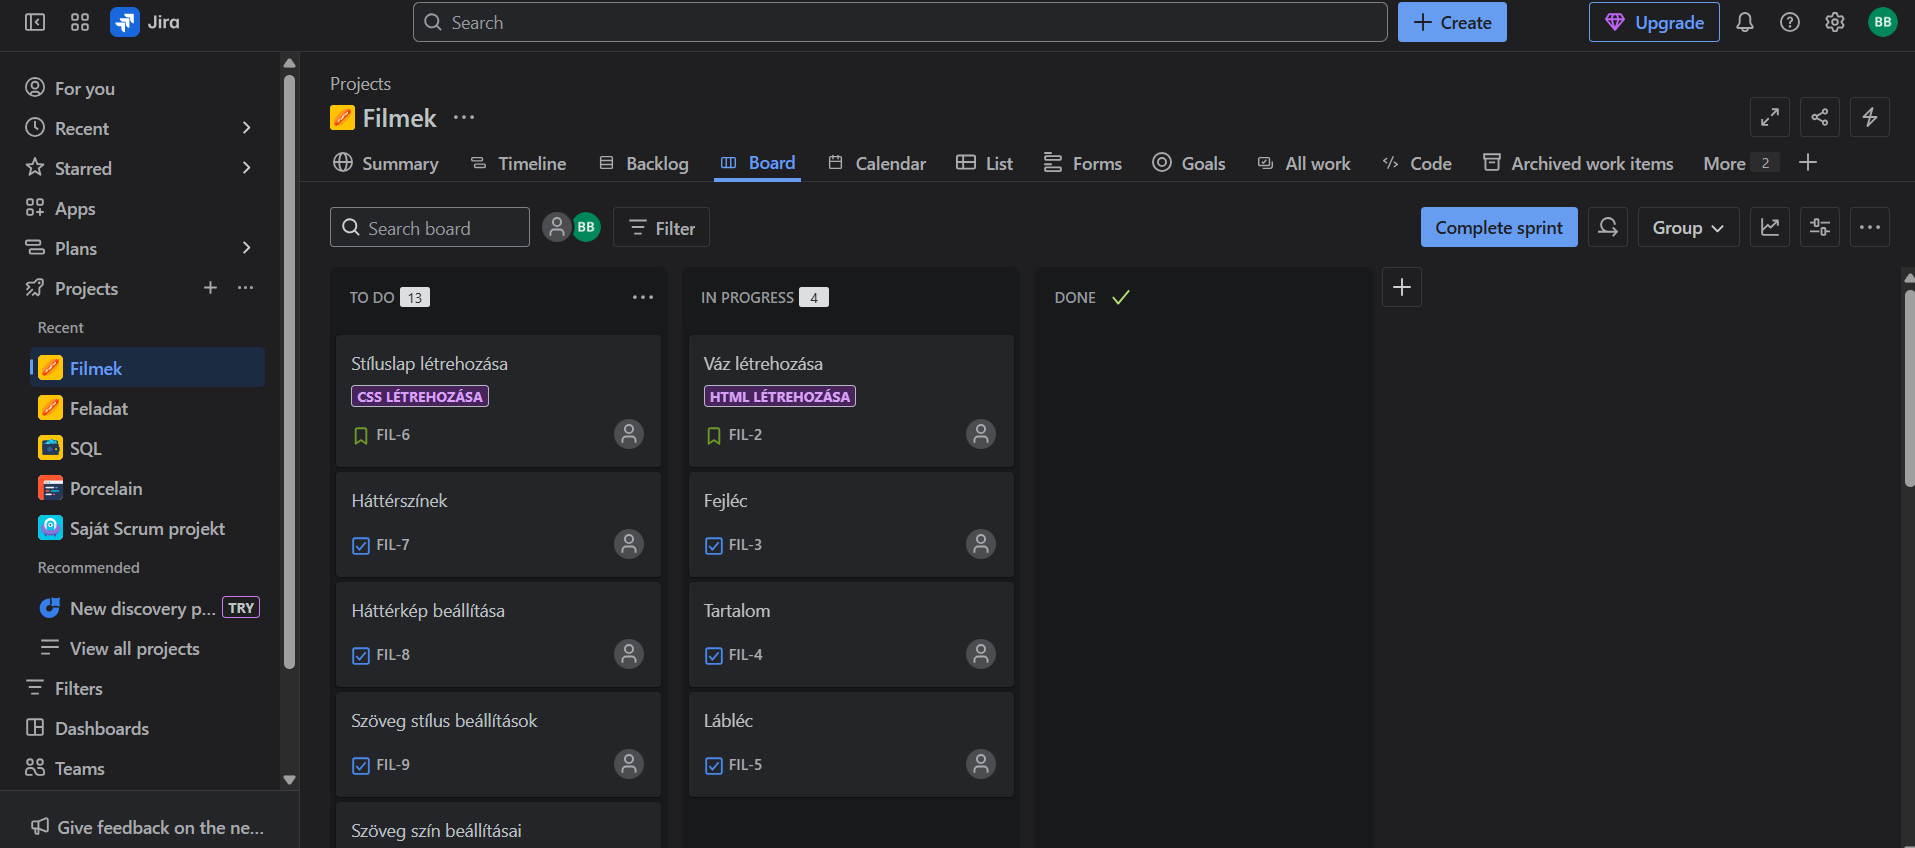 Jira
Search
Create
Upgrade
BB
For you
Recent
Starred
Apps
Plans
Projects
Recent
Filmek
Feladat
SQL
Porcelain
Saját Scrum projekt
Recommended
New discovery p... TRY
View all projects
Filters
Dashboards
Teams
Give feedback on the ne...
Projects
Filmek
Summary Timeline Backlog Board Calendar List Forms Goals All work Code Archived work items More 2
Search board
BB
Filter
Complete sprint
Group
TO DO 13
Stíluslap létrehozása
CSS LÉTREHOZÁSA
FIL-6
Háttérszínek
FIL-7
Háttérkép beállítása
FIL-8
Szöveg stílus beállítások
FIL-9
Szöveg szín beállításai
IN PROGRESS 4
Váz létrehozása
HTML LÉTREHOZÁSA
FIL-2
Fejléc
FIL-3
Tartalom
FIL-4
Lábléc
FIL-5
DONE